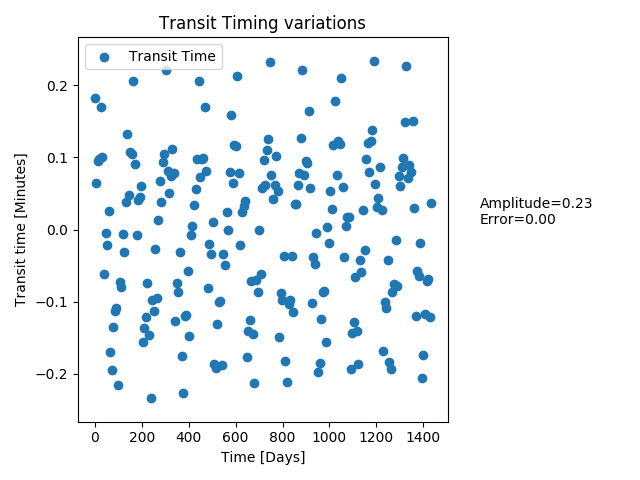 Transit Timing variations
Transit Time
Transit time [Minutes]
0.2
0.1
0.0
−0.1
−0.2
0 200 400 600 800 1000 1200 1400
Time [Days]
Amplitude=0.23
Error=0.00